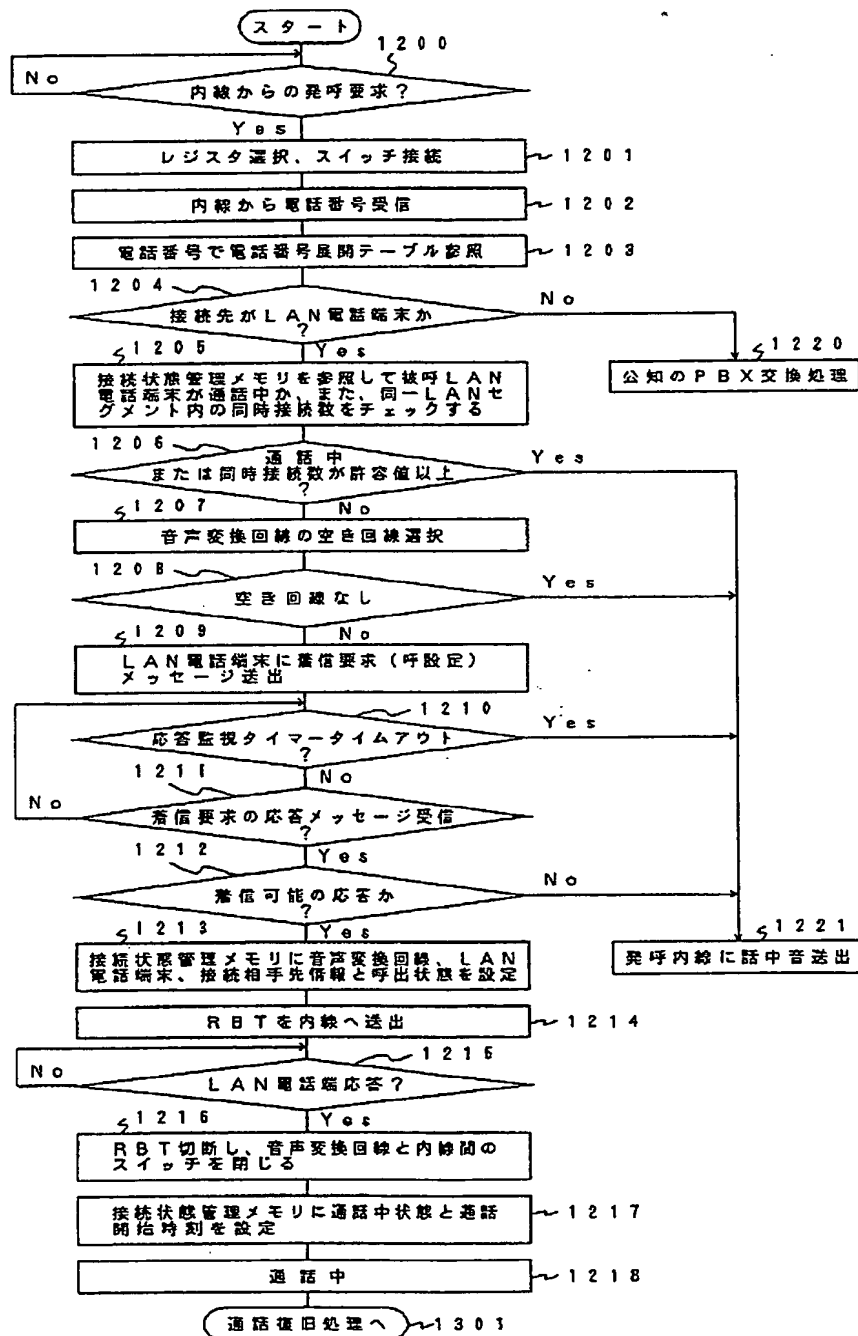 スタート
1200
No
内線からの発呼要求?
Yes
レジスタ選択、スイッチ接続
1201
内線から電話番号受信
1202
電話番号で電話番号展開テーブル参照
1203
1204
No
接続先がLAN電話端末か
?
1205
Yes
1220
接続状態管理メモリを参照して被呼LAN
電話端末が通話中か、また、同一LANセ
グメント内の同時接続数をチェックする
公知のPBX交換処理
1206
通話中
または同時接続数が許容値以上
?
Yes
1207
No
音声変換回線の空き回線選択
1208
Yes
空き回線なし
1209
No
LAN電話端末に着信要求(呼設定)
メッセージ送出
1210
Yes
応答監視タイマータイムアウト
?
1211
No
No
着信要求の応答メッセージ受信
?
1212
Yes
No
着信可能の応答か
?
1213
Yes
1221
接続状態管理メモリに音声変換回線、LAN
電話端末、接続相手先情報と呼出状態を設定
発呼内線に話中音送出
RBTを内線へ送出
1214
1215
No
LAN電話端応答?
1216
Yes
RBT切断し、音声変換回線と内線間の
スイッチを閉じる
接続状態管理メモリに通話中状態と通話
開始時刻を設定
1217
通話中
1218
通話復旧処理へ
1301